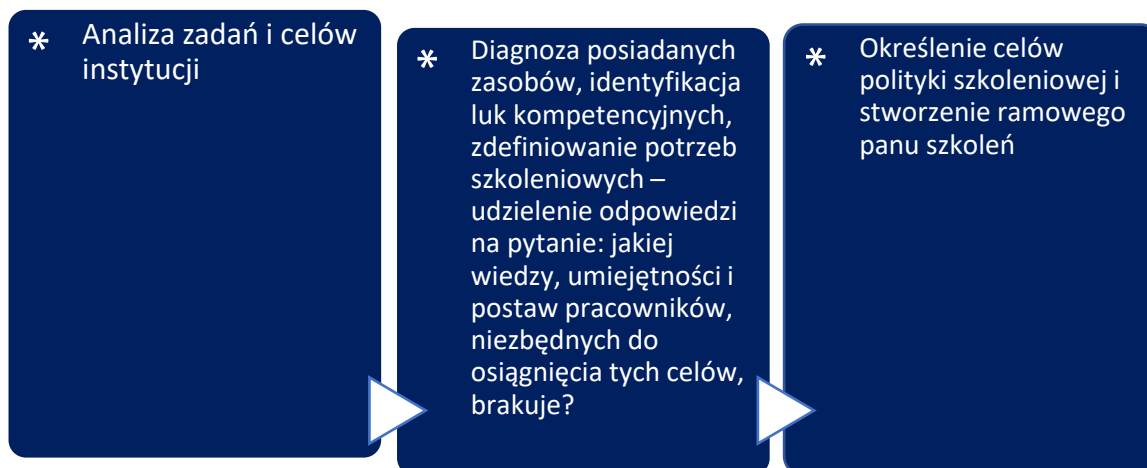 * Analiza zadań i celów
instytucji
* Diagnoza posiadanych
zasobów, identyfikacja
luk kompetencyjnych,
zdefiniowanie potrzeb
szkoleniowych –
udzielenie odpowiedzi
na pytanie: jakiej
wiedzy, umiejętności i
postaw pracowników,
niezbędnych do
osiągnięcia tych celów,
brakuje?
* Określenie celów
polityki szkoleniowej i
stworzenie ramowego
panu szkoleń